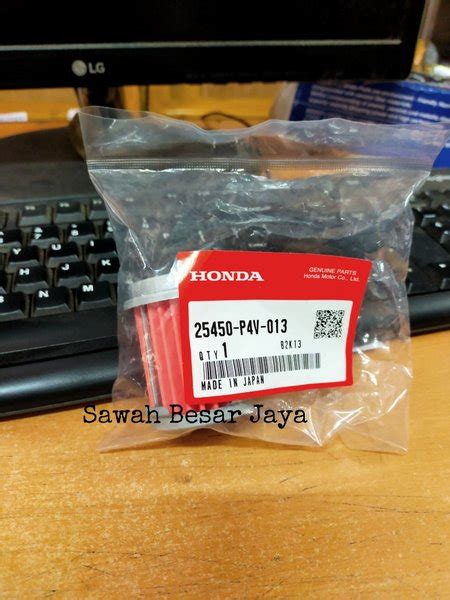 LG
HONDA
GENUINE PARTS
Honda Motor Co., Ltd.
25450-P4V-013
QTY 1
B2K13
MADE IN JAPAN
Sawah Besar Jaya